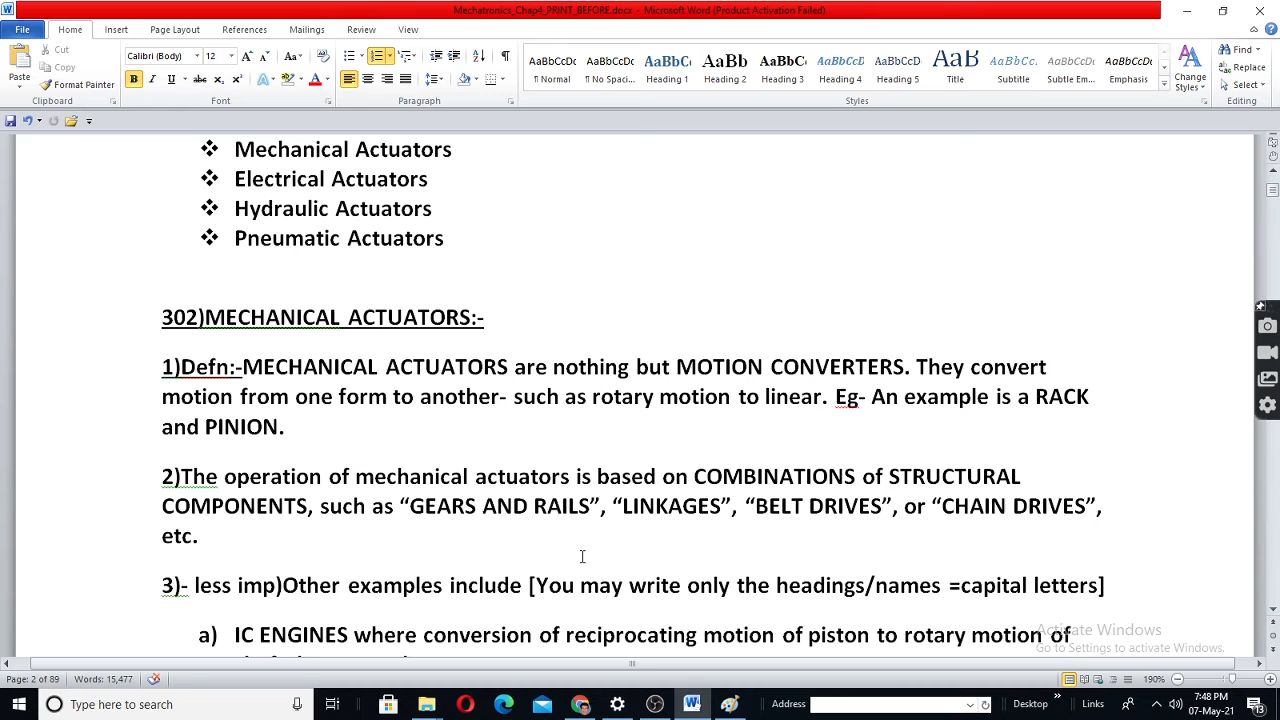 Mechatronics_Chap4_PRINT_BEFORE.docx - Microsoft Word (Product Activation Failed)
File Home Insert Page Layout References Mailings Review View
Paste
Cut
Copy
Format Painter
Clipboard
Calibri (Body) 12
Font
Paragraph
AaBbCcDc AaBbCcDc AaBbCc AaBb AaBbC AaBbCcD AaBbCcDc AaB AaBbCc. AaBbCcDc AaBbCcDc
¶ Normal ¶ No Spaci... Heading 1 Heading 2 Heading 3 Heading 4 Heading 5 Title Subtitle Subtle Em... Emphasis
Styles
Change Styles
Find
Replace
Select
Editing
❖ Mechanical Actuators
❖ Electrical Actuators
❖ Hydraulic Actuators
❖ Pneumatic Actuators
302)MECHANICAL ACTUATORS:-
1)Defn:-MECHANICAL ACTUATORS are nothing but MOTION CONVERTERS. They convert
motion from one form to another- such as rotary motion to linear. Eg- An example is a RACK
and PINION.
2)The operation of mechanical actuators is based on COMBINATIONS of STRUCTURAL
COMPONENTS, such as “GEARS AND RAILS”, “LINKAGES”, “BELT DRIVES”, or “CHAIN DRIVES”,
etc.
3)- less imp)Other examples include [You may write only the headings/names =capital letters]
a) IC ENGINES where conversion of reciprocating motion of piston to rotary motion of
Activate Windows
Go to Settings to activate Windows.
Page: 2 of 89 Words: 15,477 190%
Type here to search
Address
Desktop
Links
7:48 PM
07-May-21